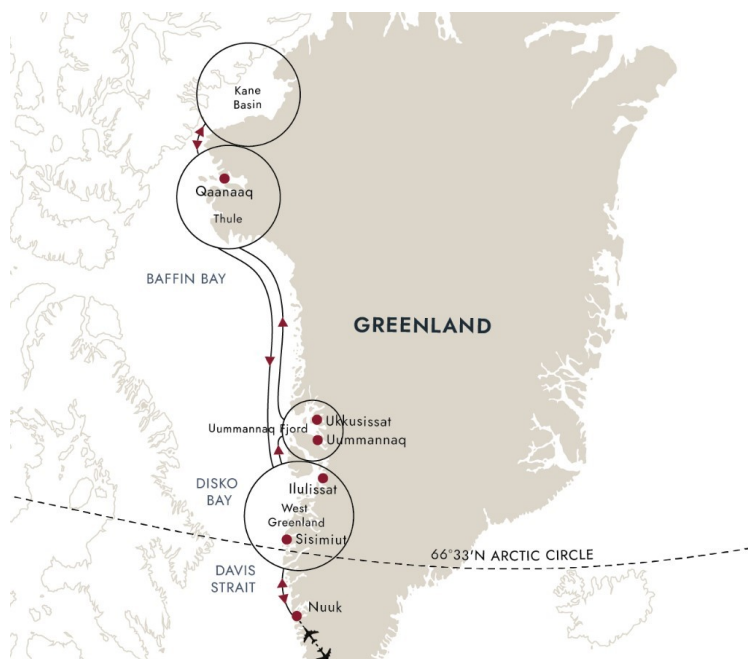 Kane
Basin
Qaanaaq
Thule
BAFFIN BAY
GREENLAND
Ukkusissat
Uummannaq Fjord
Uummannaq
DISKO
BAY
Ilulissat
West
Greenland
Sisimiut
66°33'N ARCTIC CIRCLE
DAVIS
STRAIT
Nuuk